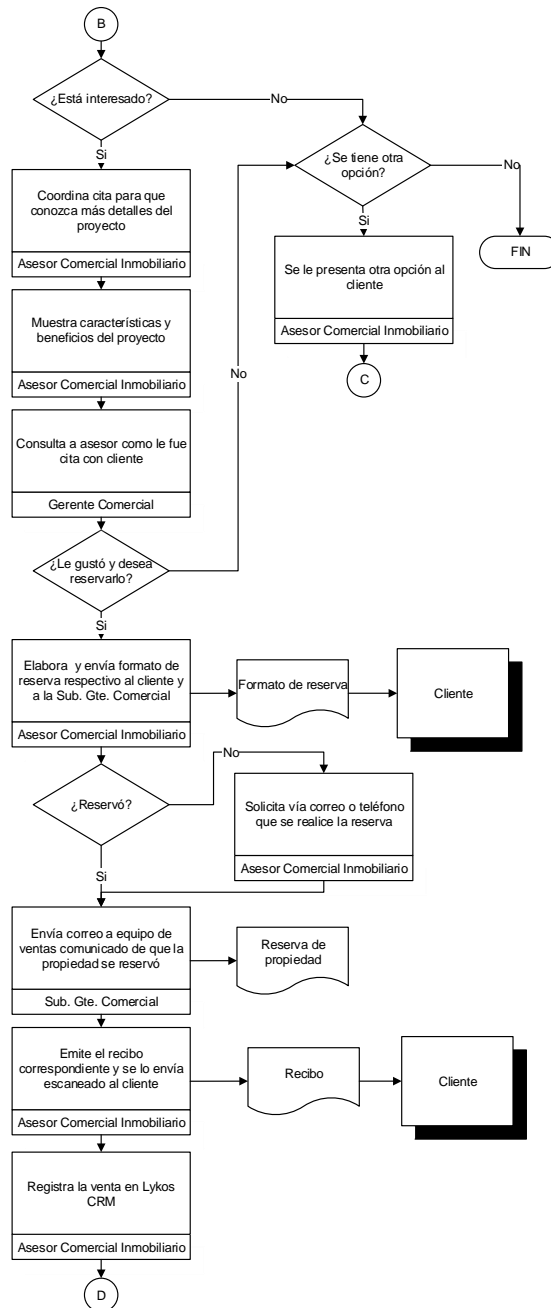 B
¿Está interesado?
No
¿Se tiene otra
opción?
No
Si
Si
FIN
Coordina cita para que
conozca más detalles del
proyecto
Asesor Comercial Inmobiliario
Se le presenta otra opción al
cliente
Asesor Comercial Inmobiliario
C
Muestra características y
beneficios del proyecto
Asesor Comercial Inmobiliario
No
Consulta a asesor como le fue
cita con cliente
Gerente Comercial
¿Le gustó y desea
reservarlo?
Si
Elabora y envía formato de
reserva respectivo al cliente y
a la Sub. Gte. Comercial
Asesor Comercial Inmobiliario
Formato de reserva
Cliente
No
¿Reservó?
Solicita vía correo o teléfono
que se realice la reserva
Asesor Comercial Inmobiliario
Si
Envía correo a equipo de
ventas comunicado de que la
propiedad se reservó
Sub. Gte. Comercial
Reserva de
propiedad
Emite el recibo
correspondiente y se lo envía
escaneado al cliente
Asesor Comercial Inmobiliario
Recibo
Cliente
Registra la venta en Lykos
CRM
Asesor Comercial Inmobiliario
D